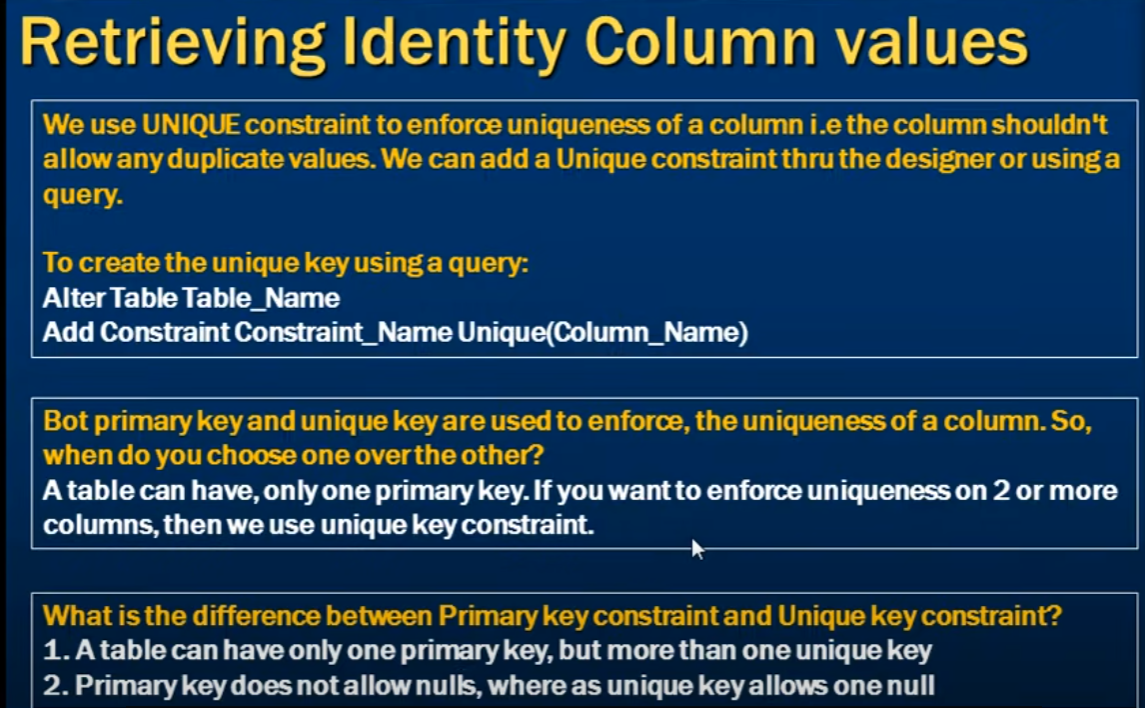 Retrieving Identity Column values
We use UNIQUE constraint to enforce uniqueness of a column i.e the column shouldn't
allow any duplicate values. We can add a Unique constraint thru the designer or using a
query.
To create the unique key using a query:
Alter Table Table_Name
Add Constraint Constraint_Name Unique(Column_Name)
Bot primary key and unique key are used to enforce, the uniqueness of a column. So,
when do you choose one over the other?
A table can have, only one primary key. If you want to enforce uniqueness on 2 or more
columns, then we use unique key constraint.
What is the difference between Primary key constraint and Unique key constraint?
1. A table can have only one primary key, but more than one unique key
2. Primary key does not allow nulls, where as unique key allows one null